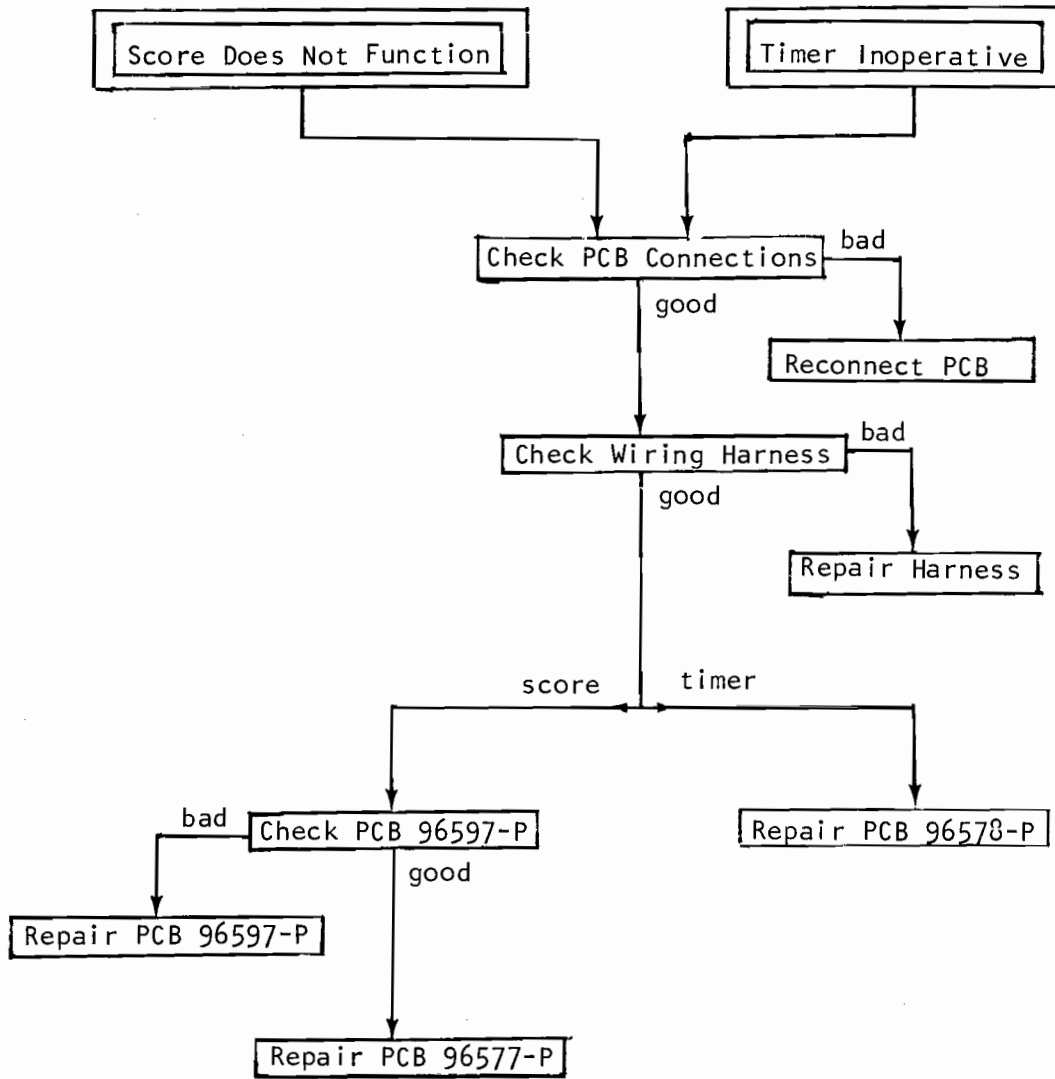 Score Does Not Function
Timer Inoperative
Check PCB Connections
bad
good
Reconnect PCB
Check Wiring Harness
bad
good
Repair Harness
score
timer
bad
Check PCB 96597-P
good
Repair PCB 96578-P
Repair PCB 96597-P
Repair PCB 96577-P